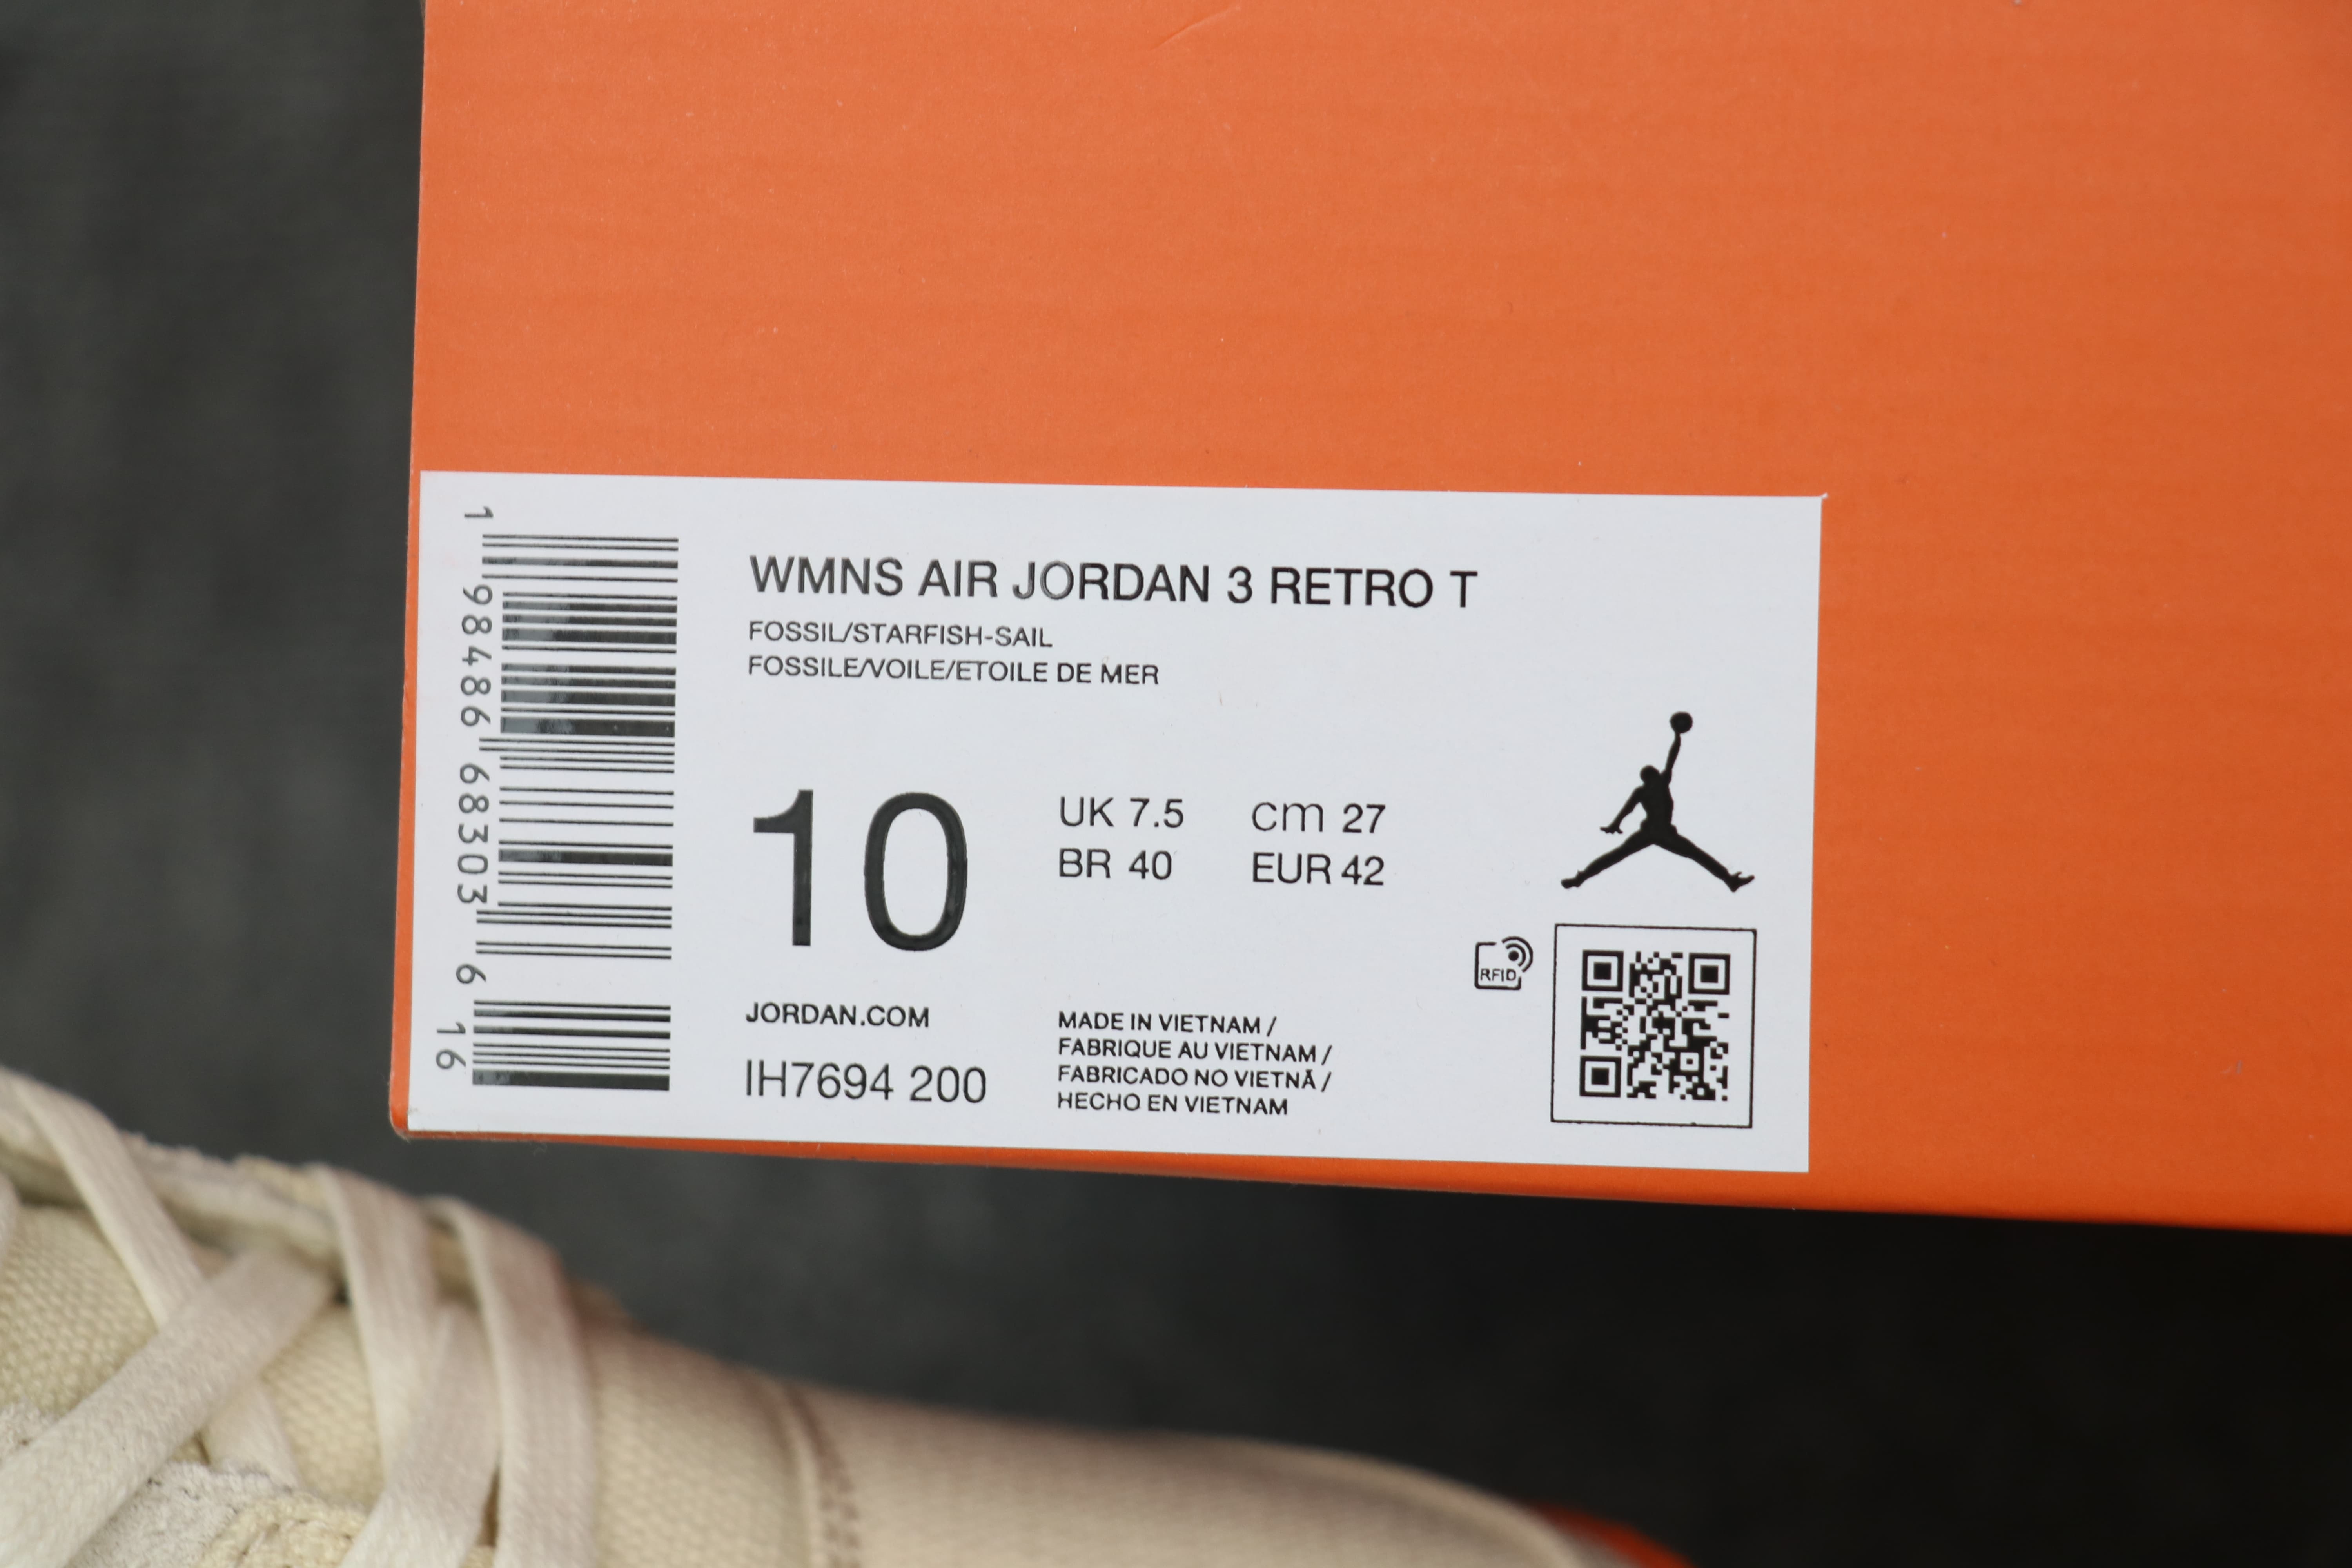 1 98486 68303 6 16
WMNS AIR JORDAN 3 RETRO T
FOSSIL/STARFISH-SAIL
FOSSILE/VOILE/ETOILE DE MER
10
UK 7.5 cm 27
BR 40 EUR 42
RFID
JORDAN.COM
IH7694 200
MADE IN VIETNAM /
FABRIQUE AU VIETNAM /
FABRICADO NO VIETNÃ /
HECHO EN VIETNAM